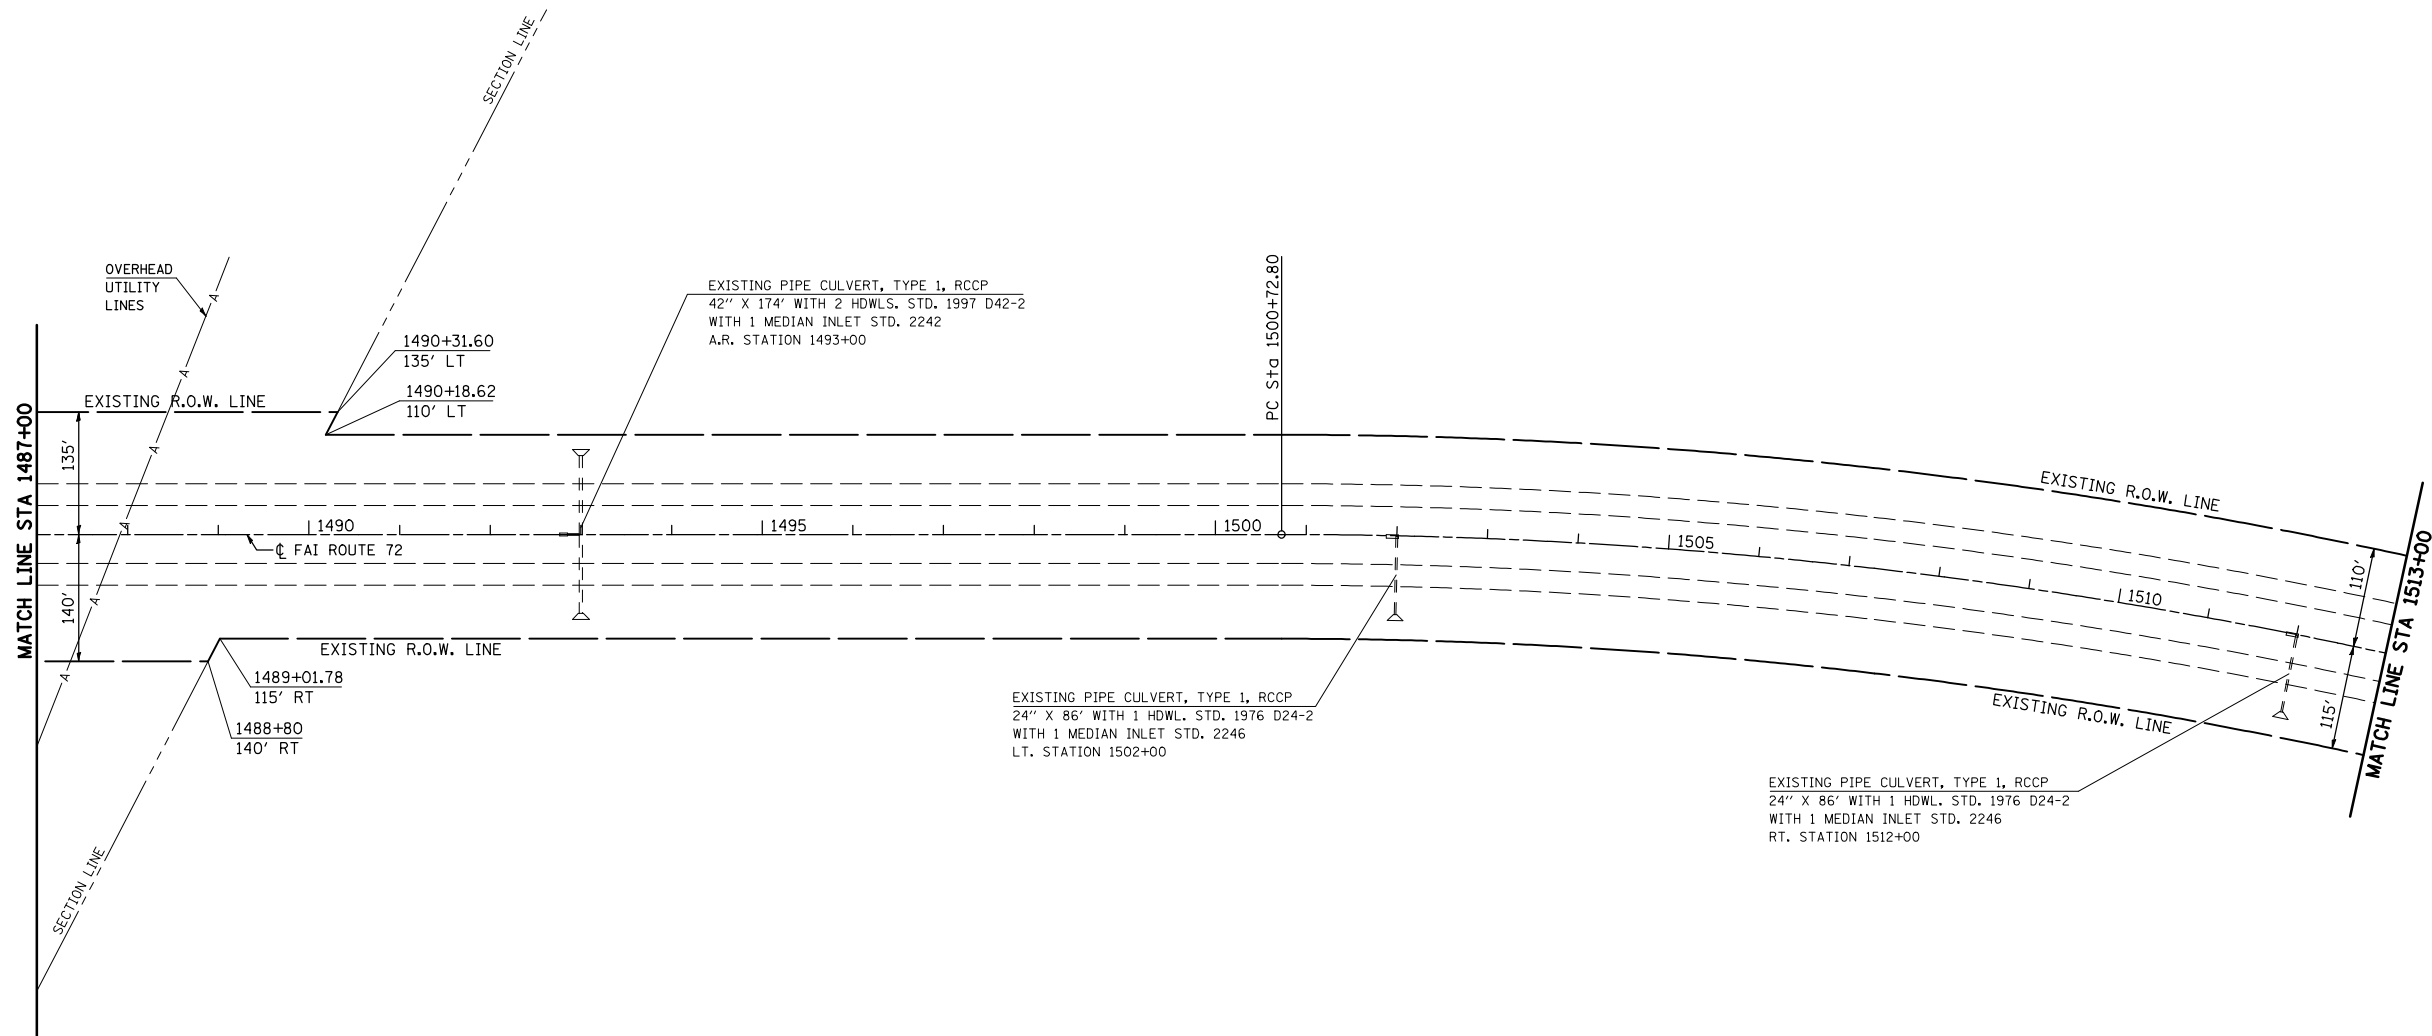 SECTION LINE
OVERHEAD
UTILITY
LINES
A
A
A
A
A
A
EXISTING PIPE CULVERT, TYPE 1, RCCP
42'' X 174' WITH 2 HDWLS. STD. 1997 D42-2
WITH 1 MEDIAN INLET STD. 2242
A.R. STATION 1493+00
PC Sta 1500+72.80
1490+31.60
135' LT
1490+18.62
110' LT
EXISTING R.O.W. LINE
MATCH LINE STA 1487+00
135'
140'
1490
1495
1500
1505
1510
℄ FAI ROUTE 72
EXISTING R.O.W. LINE
EXISTING R.O.W. LINE
110'
115'
MATCH LINE STA 1513+00
1489+01.78
115' RT
1488+80
140' RT
EXISTING PIPE CULVERT, TYPE 1, RCCP
24'' X 86' WITH 1 HDWL. STD. 1976 D24-2
WITH 1 MEDIAN INLET STD. 2246
LT. STATION 1502+00
EXISTING R.O.W. LINE
EXISTING PIPE CULVERT, TYPE 1, RCCP
24'' X 86' WITH 1 HDWL. STD. 1976 D24-2
WITH 1 MEDIAN INLET STD. 2246
RT. STATION 1512+00
SECTION LINE